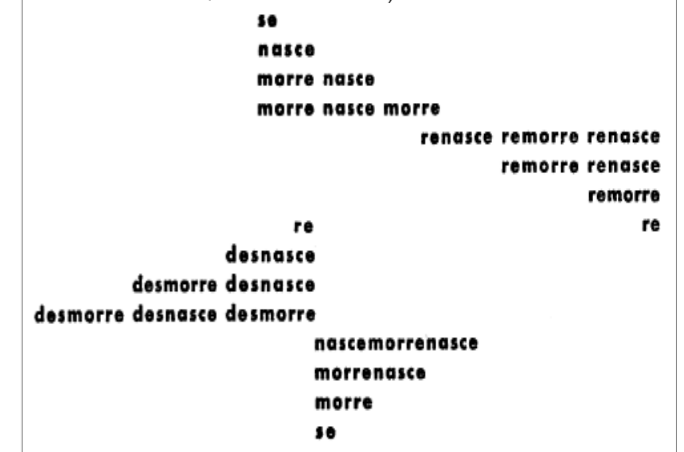 se
nasce
morre nasce
morre nasce morre
renasce remorre renasce
remorre renasce
remorre
re re
desnasce
desmorre desnasce
desmorre desnasce desmorre
nascemorrenasce
morrenasce
morre
se